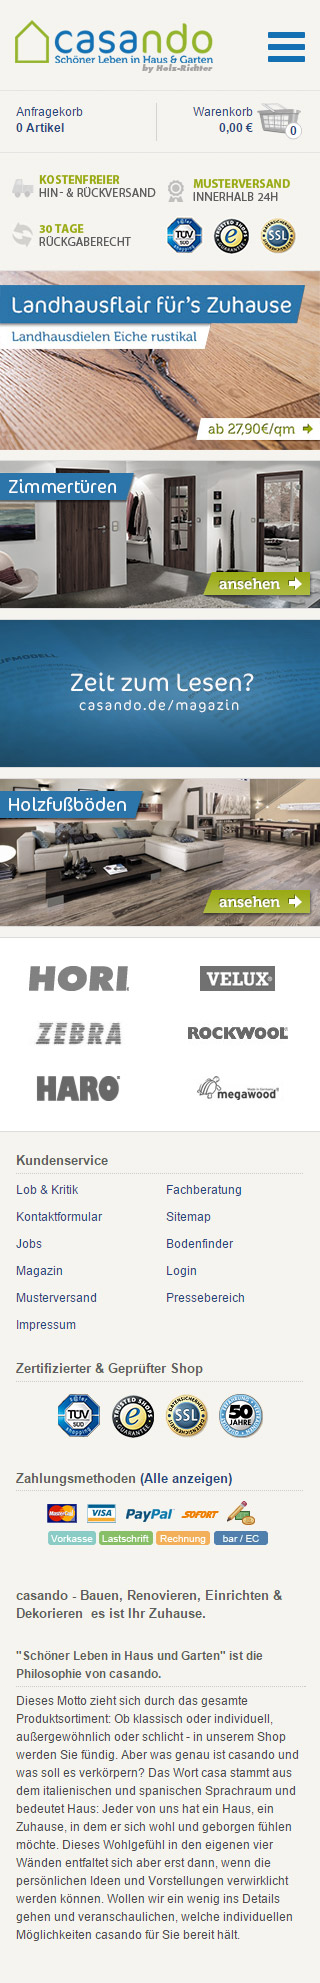 casando
Schöner Leben in Haus & Garten
by Holz-Richter
Anfragekorb
0 Artikel
Warenkorb
0,00 €
0
KOSTENFREIER
HIN- & RÜCKVERSAND
MUSTERVERSAND
INNERHALB 24H
30 TAGE
RÜCKGABERECHT
TÜV
SÜD
TRUSTED SHOPS
e
GUARANTEE
SSL
Landhausflair für's Zuhause
Landhausdielen Eiche rustikal
ab 27,90€/qm
Zimmertüren
ansehen
Zeit zum Lesen?
casando.de/magazin
Holzfußböden
ansehen
HORI
VELUX
ZEBRA
ROCKWOOL
HARO
megawood
Kundenservice
Lob & Kritik
Fachberatung
Kontaktformular
Sitemap
Jobs
Bodenfinder
Magazin
Login
Musterversand
Pressebereich
Impressum
Zertifizierter & Geprüfter Shop
TÜV
SÜD
TRUSTED SHOPS
e
GUARANTEE
SSL
50
JAHRE
Zahlungsmethoden (Alle anzeigen)
MasterCard
VISA
PayPal
SOFORT
Vorkasse
Lastschrift
Rechnung
bar / EC
casando - Bauen, Renovieren, Einrichten &
Dekorieren  es ist Ihr Zuhause.
"Schöner Leben in Haus und Garten" ist die
Philosophie von casando.
Dieses Motto zieht sich durch das gesamte
Produktsortiment: Ob klassisch oder individuell,
außergewöhnlich oder schlicht - in unserem Shop
werden Sie fündig. Aber was genau ist casando und
was soll es verkörpern? Das Wort casa stammt aus
dem italienischen und spanischen Sprachraum und
bedeutet Haus: Jeder von uns hat ein Haus, ein
Zuhause, in dem er sich wohl und geborgen fühlen
möchte. Dieses Wohlgefühl in den eigenen vier
Wänden entfaltet sich aber erst dann, wenn die
persönlichen Ideen und Vorstellungen verwirklicht
werden können. Wollen wir ein wenig ins Details
gehen und veranschaulichen, welche individuellen
Möglichkeiten casando für Sie bereit hält.